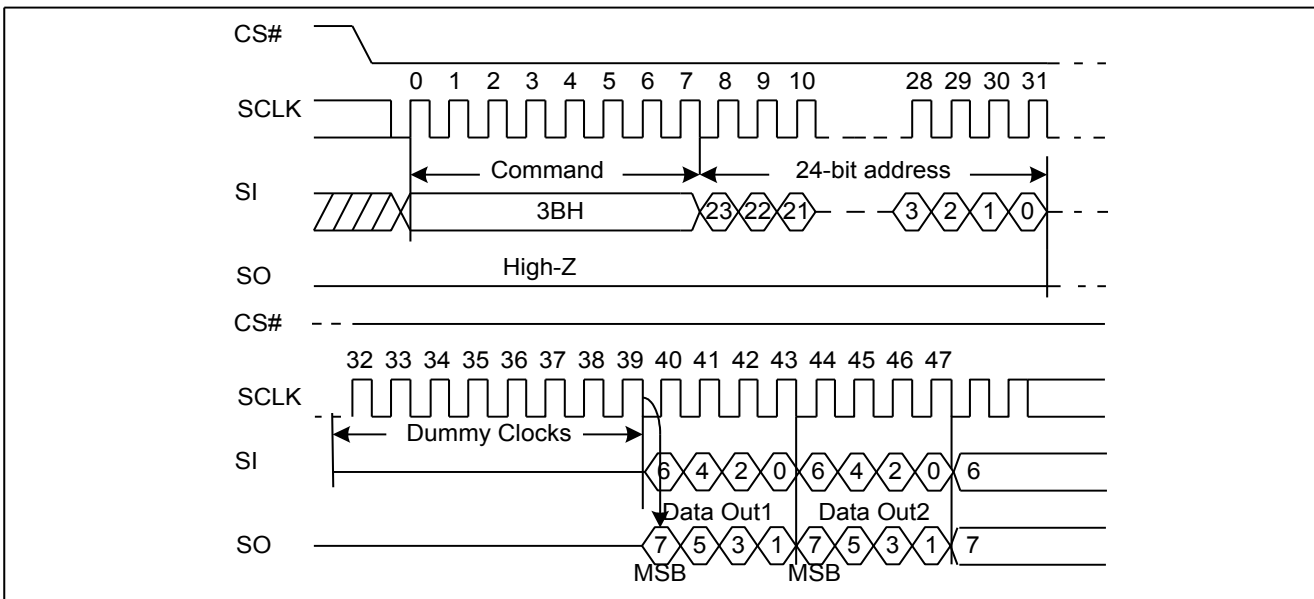 CS#
0 1 2 3 4 5 6 7 8 9 10 28 29 30 31
SCLK
Command 24-bit address
SI
3BH 23 22 21 3 2 1 0
High-Z
SO
CS#
32 33 34 35 36 37 38 39 40 41 42 43 44 45 46 47
SCLK
Dummy Clocks
SI
6 4 2 0 6 4 2 0 6
Data Out1 Data Out2
SO
7 5 3 1 7 5 3 1 7
MSB MSB